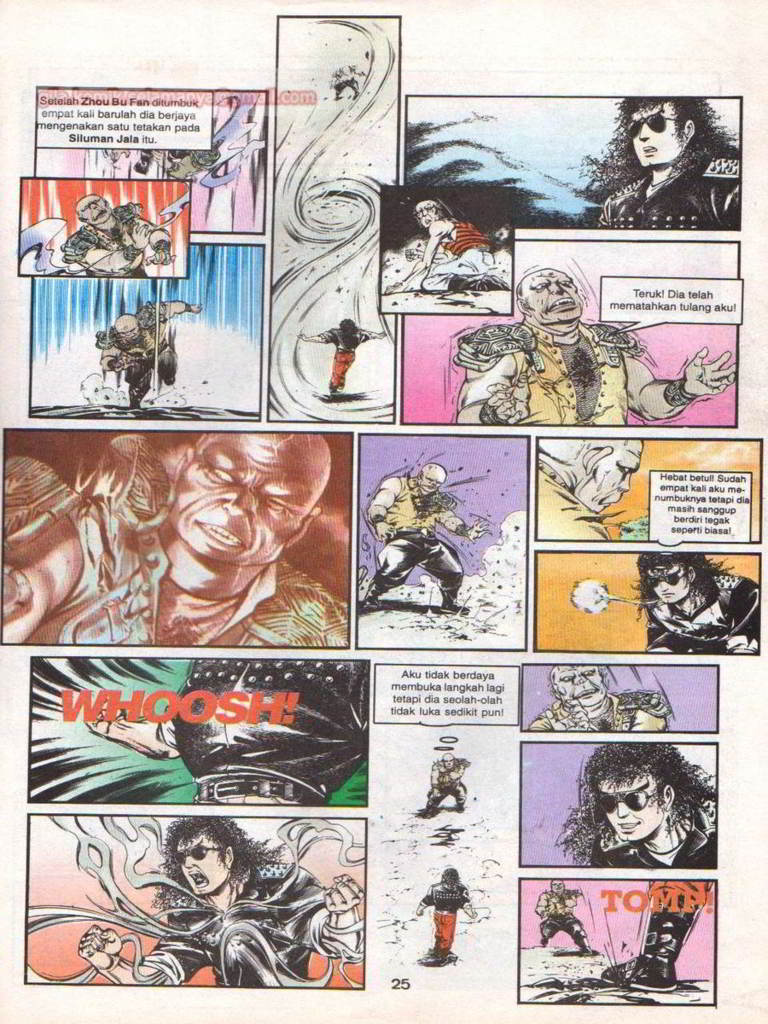 Setelah Zhou Bu Fan ditumbuk
empat kali barulah dia berjaya
mengenakan satu tetakan pada
Siluman Jala itu.
Teruk! Dia telah
mematahkan tulang aku!
Hebat betul! Sudah
empat kali aku me-
numbuknya tetapi dia
masih sanggup
berdiri tegak
seperti biasa!
WHOOSH!
Aku tidak berdaya
membuka langkah lagi
tetapi dia seolah-olah
tidak luka sedikit pun!
TOMP!
25